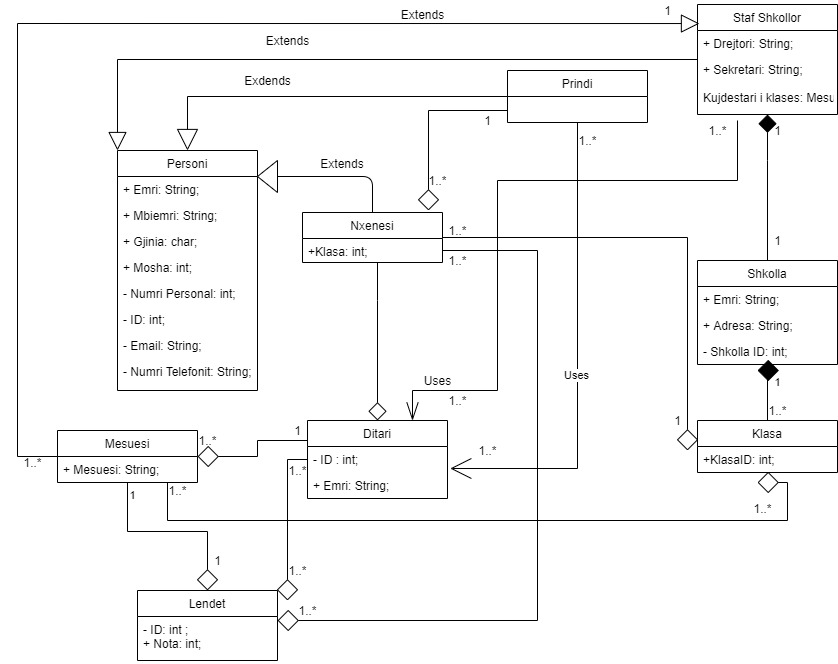 Extends
1
Staf Shkollor
+ Drejtori: String;
+ Sekretari: String;
Kujdestari i klases: Mesu
Extends
Exdends
Prindi
1
1..*
1..*
1
Personi
+ Emri: String;
+ Mbiemri: String;
+ Gjinia: char;
+ Mosha: int;
- Numri Personal: int;
- ID: int;
- Email: String;
- Numri Telefonit: String;
Extends
1..*
Nxenesi
+Klasa: int;
1..*
1..*
1
Shkolla
+ Emri: String;
+ Adresa: String;
- Shkolla ID: int;
1
1..*
Uses
1..*
Uses
Mesuesi
+ Mesuesi: String;
1..*
1..*
1
Ditari
- ID : int;
+ Emri: String;
1..*
1..*
1
Klasa
+KlasaID: int;
1..*
1
1..*
1
1..*
1..*
Lendet
- ID: int ;
+ Nota: int;